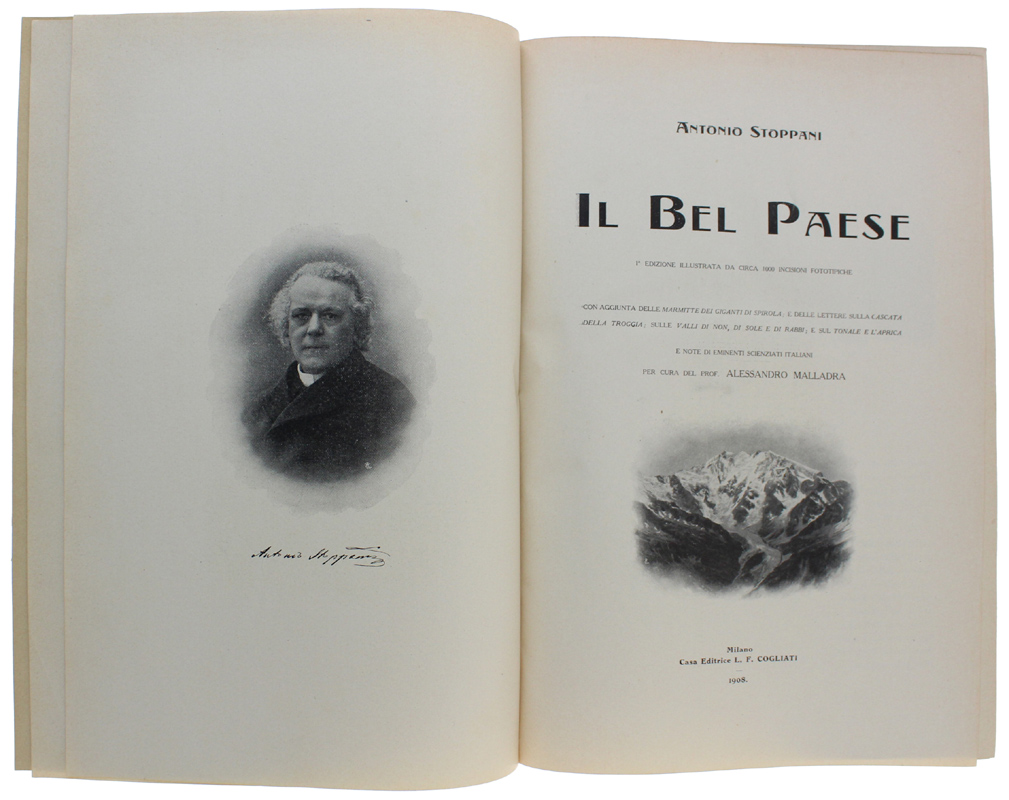 Antonio Stoppani
ANTONIO STOPPANI
IL BEL PAESE
1ª EDIZIONE ILLUSTRATA DA CIRCA 1000 INCISIONI FOTOTIPICHE
CON AGGIUNTA DELLE MARMITTE DEI GIGANTI DI SPIROLA; E DELLE LETTERE SULLA CASCATA
DELLA TROGGIA; SULLE VALLI DI NON, DI SOLE E DI RABBI; E SUL TONALE E L'APRICA
E NOTE DI EMINENTI SCIENZIATI ITALIANI
PER CURA DEL PROF. ALESSANDRO MALLADRA
Milano
Casa Editrice L. F. COGLIATI
1908.